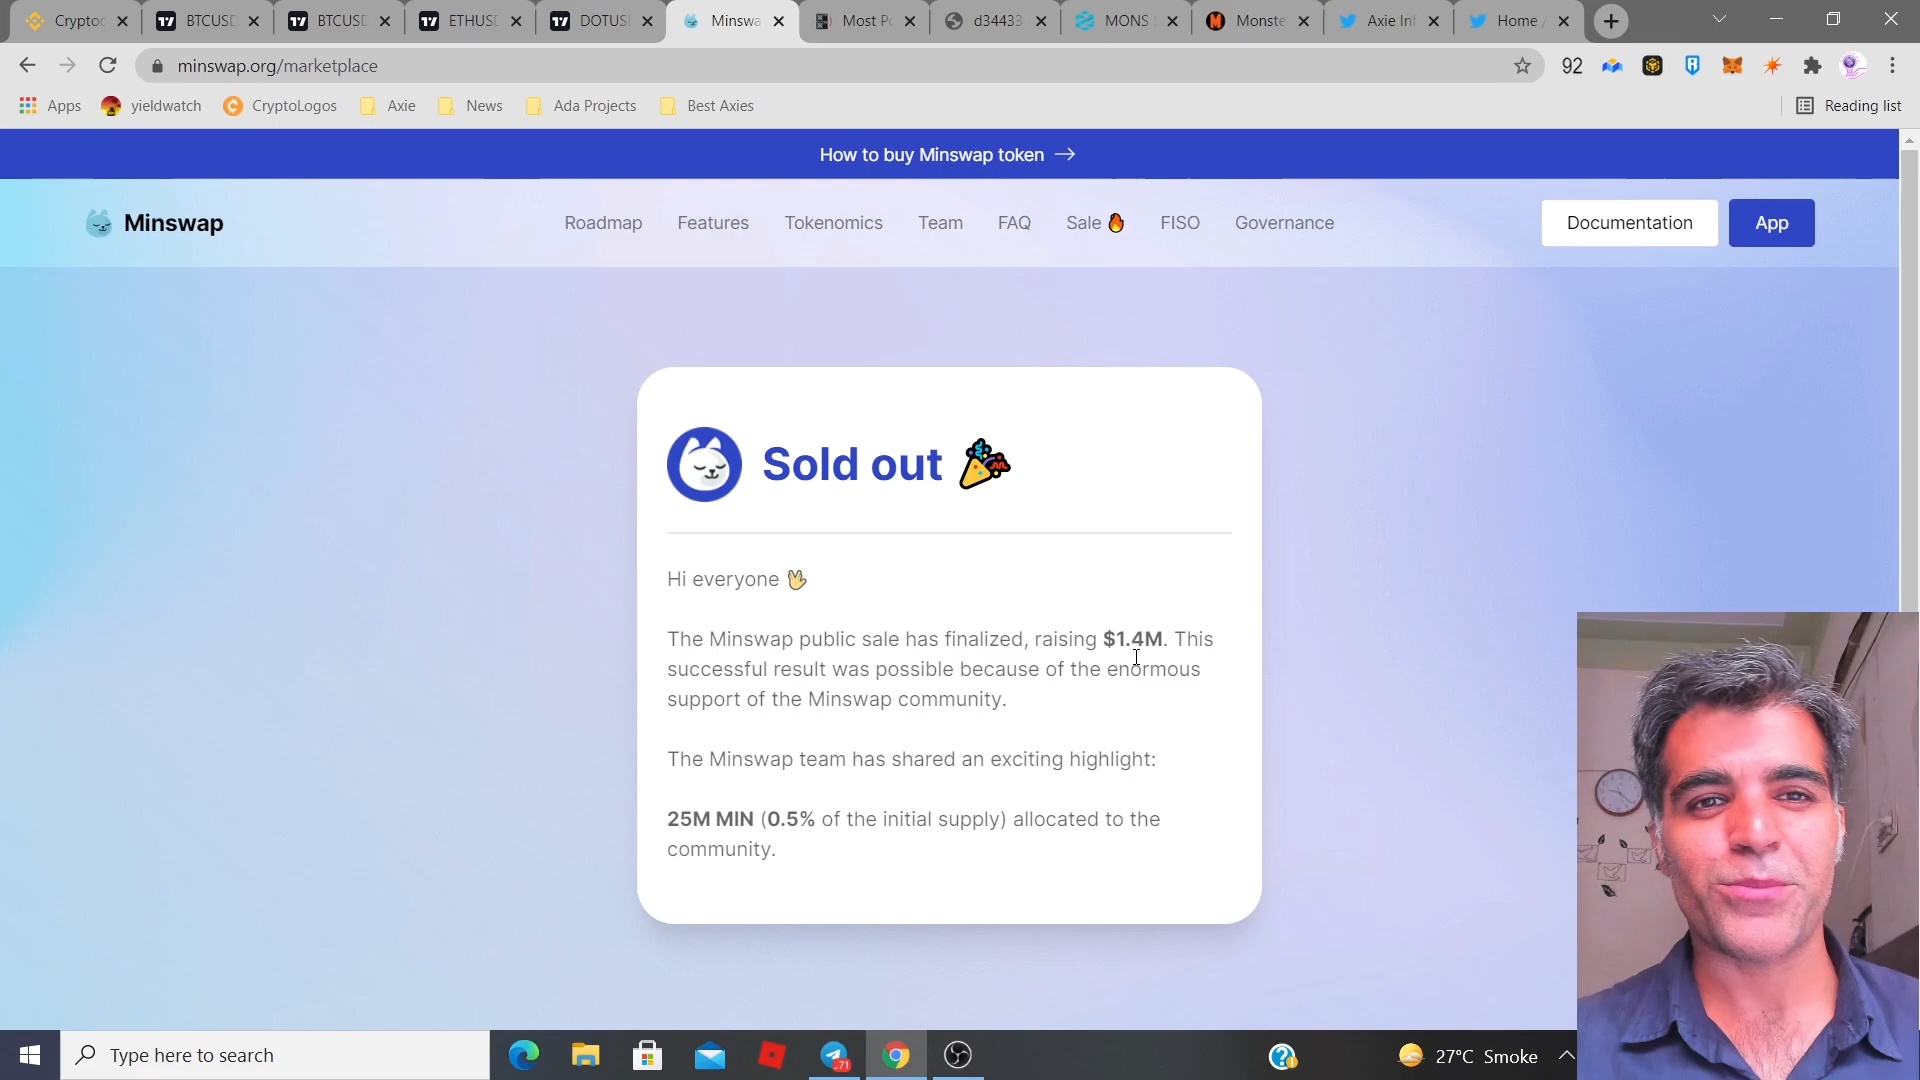 Cryptoc
BTCUSD
BTCUSD
ETHUSD
DOTUSD
Minswa
Most Po
d34433
MONS
Monste
Axie Inf
Home /
minswap.org/marketplace
92
Apps
yieldwatch
CryptoLogos
Axie
News
Ada Projects
Best Axies
Reading list
How to buy Minswap token →
Minswap
Roadmap
Features
Tokenomics
Team
FAQ
Sale 🔥
FISO
Governance
Documentation
App
Sold out 🎉
Hi everyone 🖖
The Minswap public sale has finalized, raising $1.4M. This
successful result was possible because of the enormous
support of the Minswap community.
The Minswap team has shared an exciting highlight:
25M MIN (0.5% of the initial supply) allocated to the
community.
Type here to search
27°C Smoke